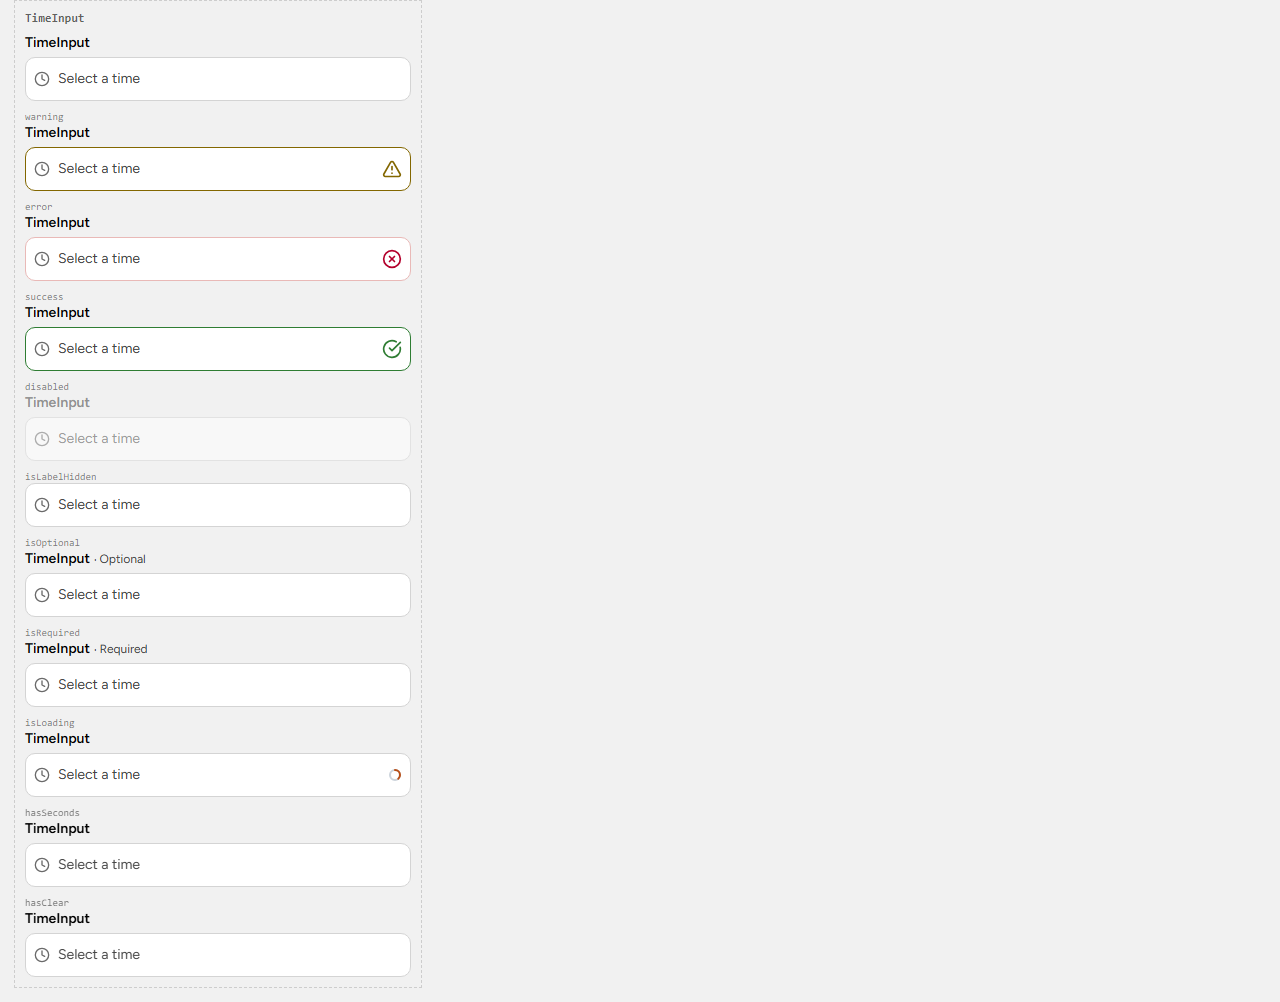 TimeInput
TimeInput
Select a time
warning
TimeInput
Select a time
error
TimeInput
Select a time
success
TimeInput
Select a time
disabled
TimeInput
Select a time
isLabelHidden
Select a time
isOptional
TimeInput · Optional
Select a time
isRequired
TimeInput · Required
Select a time
isLoading
TimeInput
Select a time
hasSeconds
TimeInput
Select a time
hasClear
TimeInput
Select a time